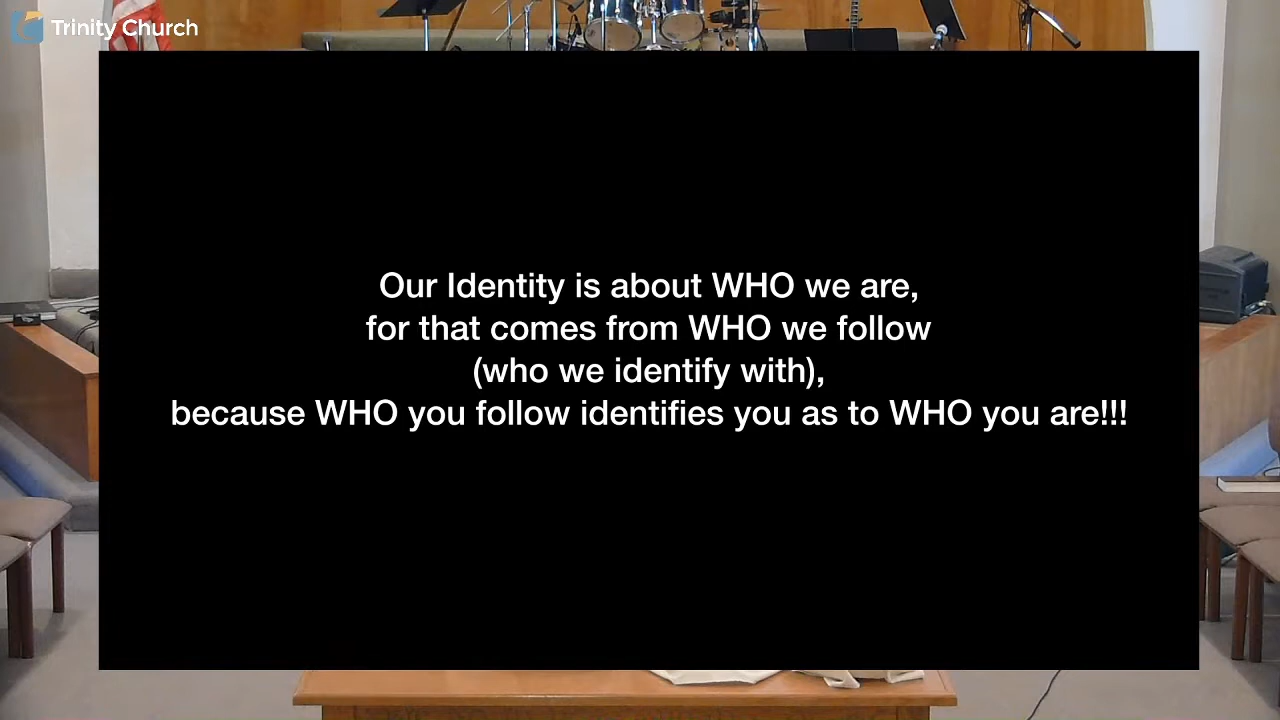 Trinity Church
Our Identity is about WHO we are,
for that comes from WHO we follow
(who we identify with),
because WHO you follow identifies you as to WHO you are!!!